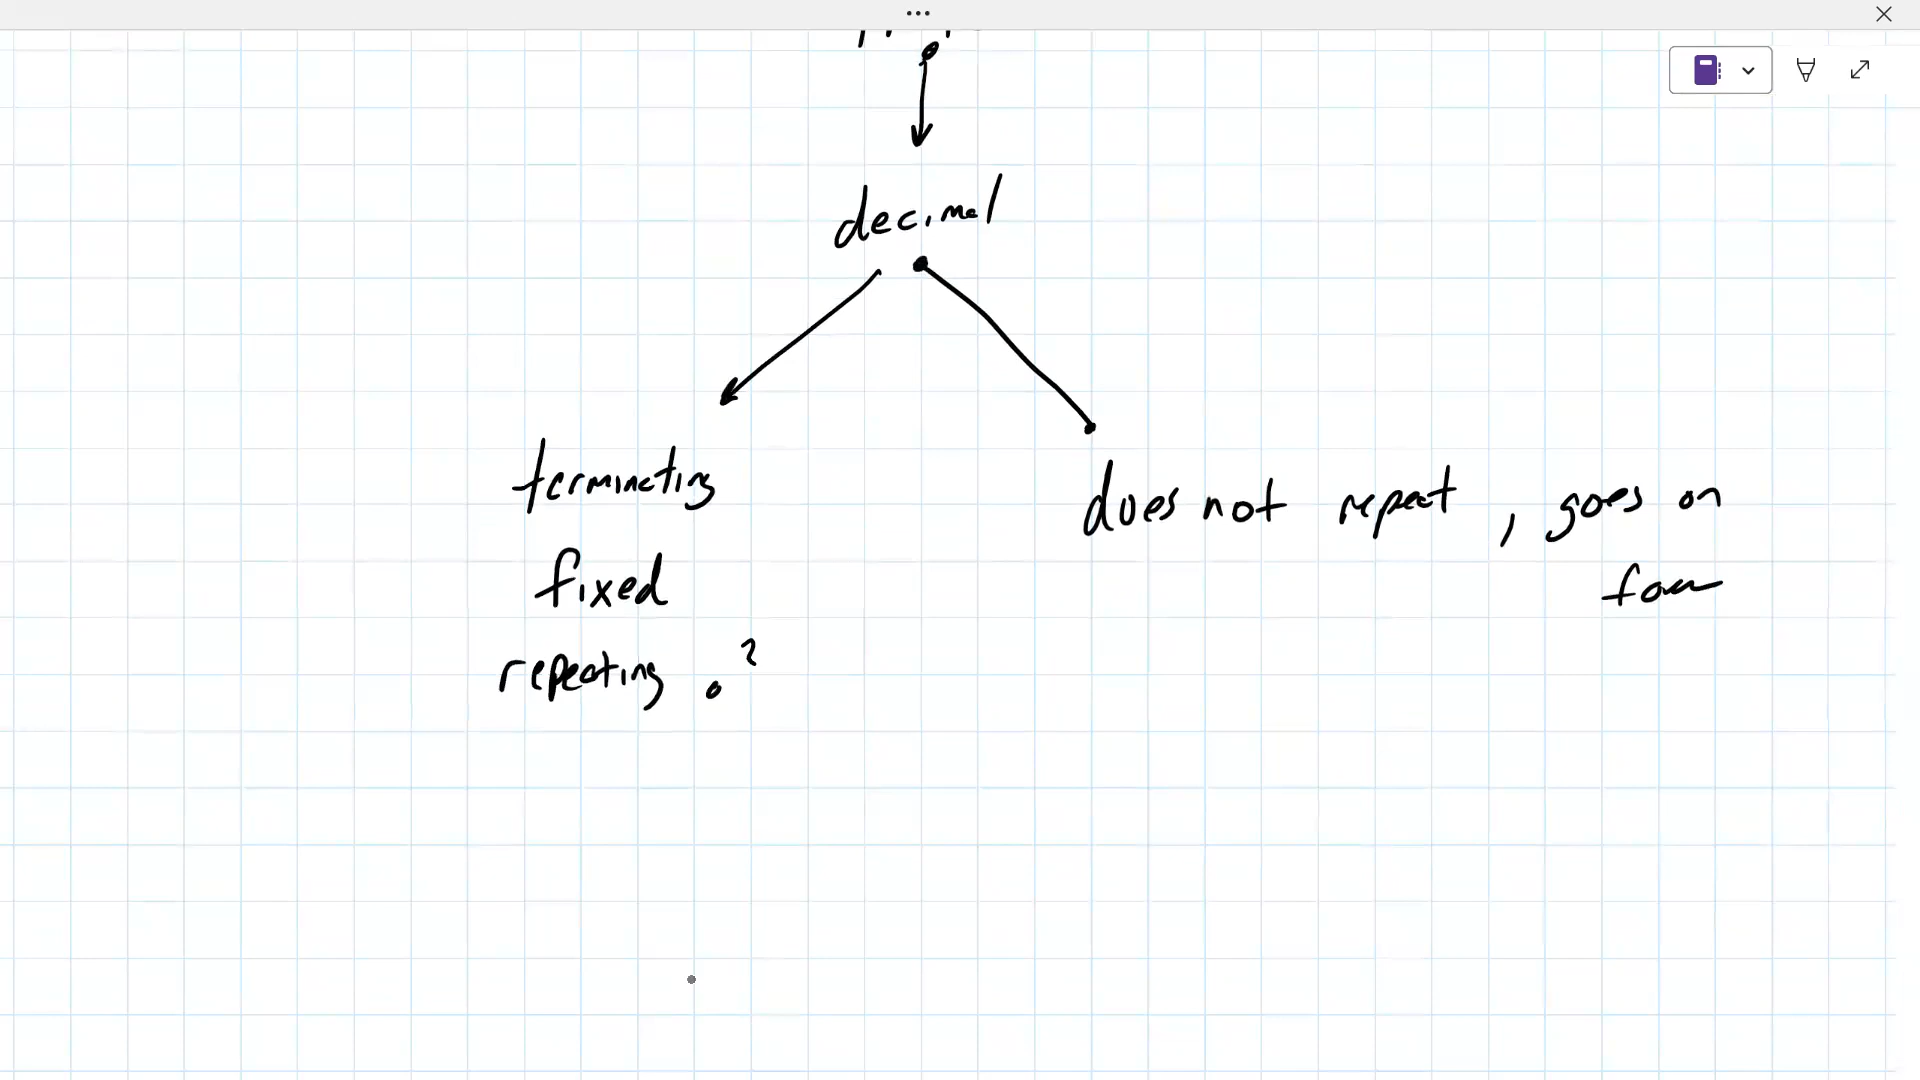 decimal
terminating
fixed
repeating . ?
does not repeat , goes on